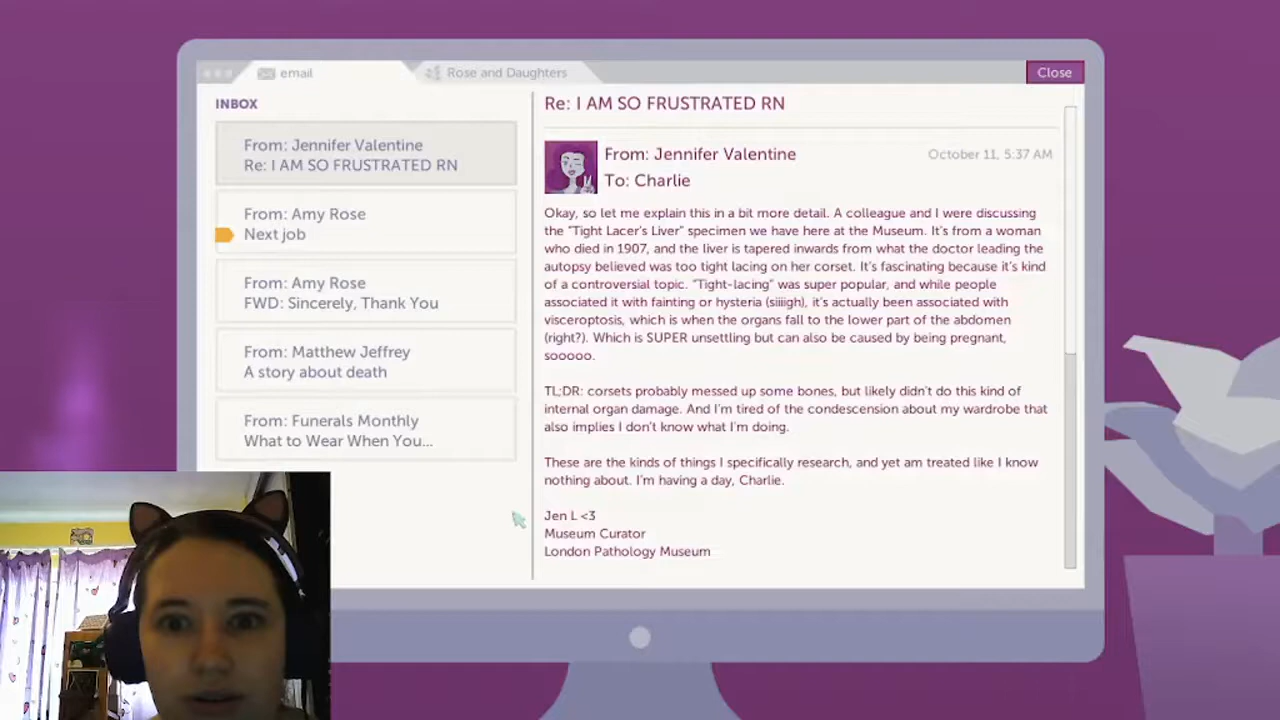 email
Rose and Daughters
Close
INBOX
From: Jennifer Valentine
Re: I AM SO FRUSTRATED RN
From: Amy Rose
Next job
From: Amy Rose
FWD: Sincerely, Thank You
From: Matthew Jeffrey
A story about death
From: Funerals Monthly
What to Wear When You...
Re: I AM SO FRUSTRATED RN
From: Jennifer Valentine
October 11, 5:37 AM
To: Charlie
Okay, so let me explain this in a bit more detail. A colleague and I were discussing
the "Tight Lacer's Liver" specimen we have here at the Museum. It's from a woman
who died in 1907, and the liver is tapered inwards from what the doctor leading the
autopsy believed was too tight lacing on her corset. It's fascinating because it's kind
of a controversial topic. "Tight-lacing" was super popular, and while people
associated it with fainting or hysteria (siiiigh), it's actually been associated with
visceroptosis, which is when the organs fall to the lower part of the abdomen
(right?). Which is SUPER unsettling but can also be caused by being pregnant,
sooooo.
TL;DR: corsets probably messed up some bones, but likely didn't do this kind of
internal organ damage. And I'm tired of the condescension about my wardrobe that
also implies I don't know what I'm doing.
These are the kinds of things I specifically research, and yet am treated like I know
nothing about. I'm having a day, Charlie.
Jen L <3
Museum Curator
London Pathology Museum